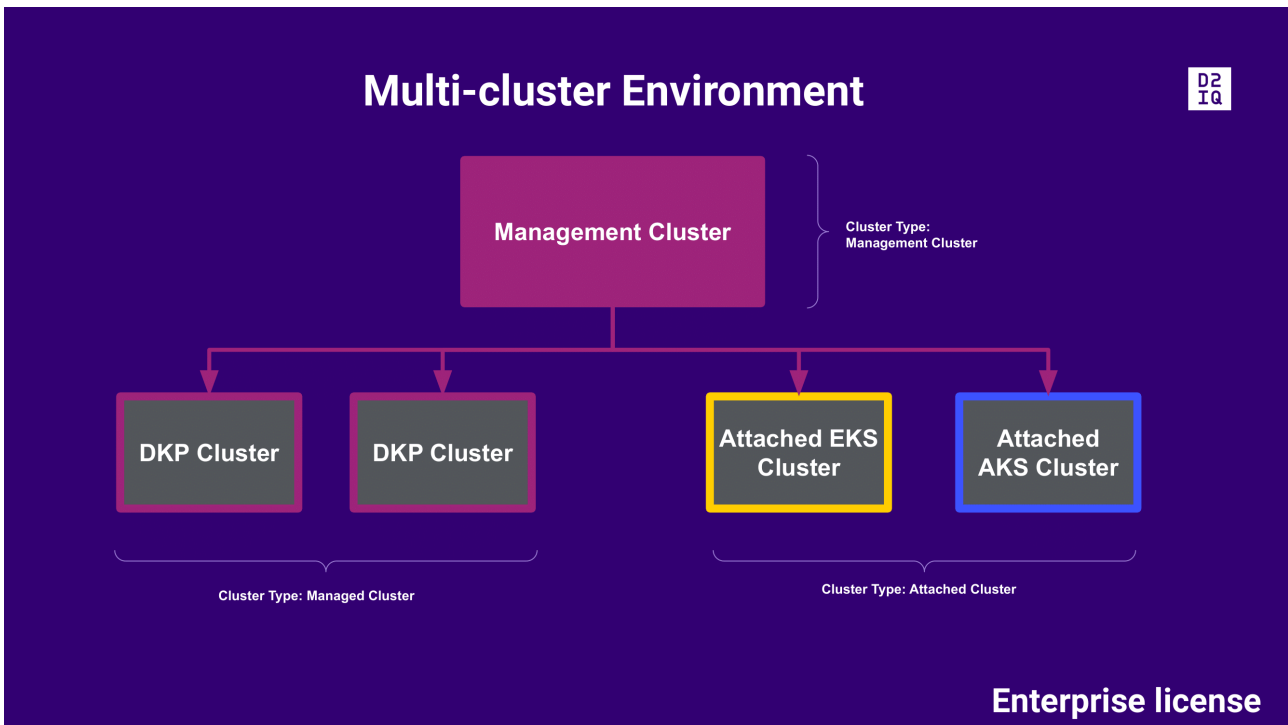 Multi-cluster Environment
D2
IQ
Management Cluster
Cluster Type:
Management Cluster
DKP Cluster
DKP Cluster
Attached EKS
Cluster
Attached
AKS Cluster
Cluster Type: Managed Cluster
Cluster Type: Attached Cluster
Enterprise license